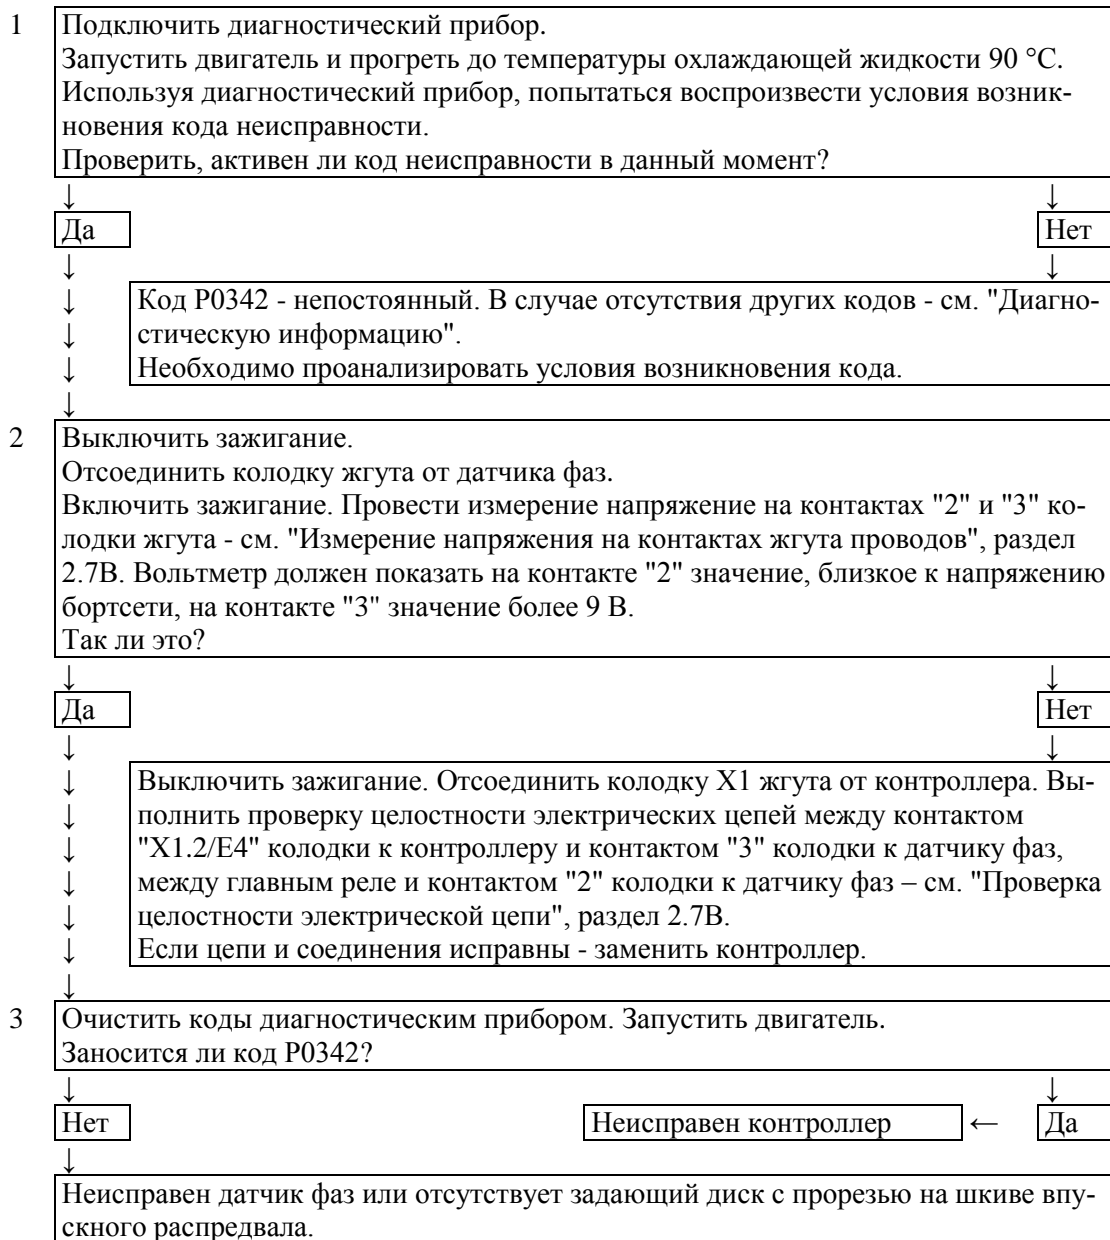 1 Подключить диагностический прибор.
Запустить двигатель и прогреть до температуры охлаждающей жидкости 90 °С.
Используя диагностический прибор, попытаться воспроизвести условия возник-
новения кода неисправности.
Проверить, активен ли код неисправности в данный момент?
↓ ↓
Да Нет
↓ ↓
↓ Код Р0342 - непостоянный. В случае отсутствия других кодов - см. "Диагно-
↓ стическую информацию".
↓ Необходимо проанализировать условия возникновения кода.
↓
2 Выключить зажигание.
Отсоединить колодку жгута от датчика фаз.
Включить зажигание. Провести измерение напряжение на контактах "2" и "3" ко-
лодки жгута - см. "Измерение напряжения на контактах жгута проводов", раздел
2.7В. Вольтметр должен показать на контакте "2" значение, близкое к напряжению
бортсети, на контакте "3" значение более 9 В.
Так ли это?
↓ ↓
Да Нет
↓ ↓
↓ Выключить зажигание. Отсоединить колодку Х1 жгута от контроллера. Вы-
↓ полнить проверку целостности электрических цепей между контактом
↓ "Х1.2/Е4" колодки к контроллеру и контактом "3" колодки к датчику фаз,
↓ между главным реле и контактом "2" колодки к датчику фаз – см. "Проверка
↓ целостности электрической цепи", раздел 2.7В.
↓ Если цепи и соединения исправны - заменить контроллер.
↓
3 Очистить коды диагностическим прибором. Запустить двигатель.
Заносится ли код Р0342?
↓ ↓
Нет Неисправен контроллер ← Да
↓
Неисправен датчик фаз или отсутствует задающий диск с прорезью на шкиве впу-
скного распредвала.